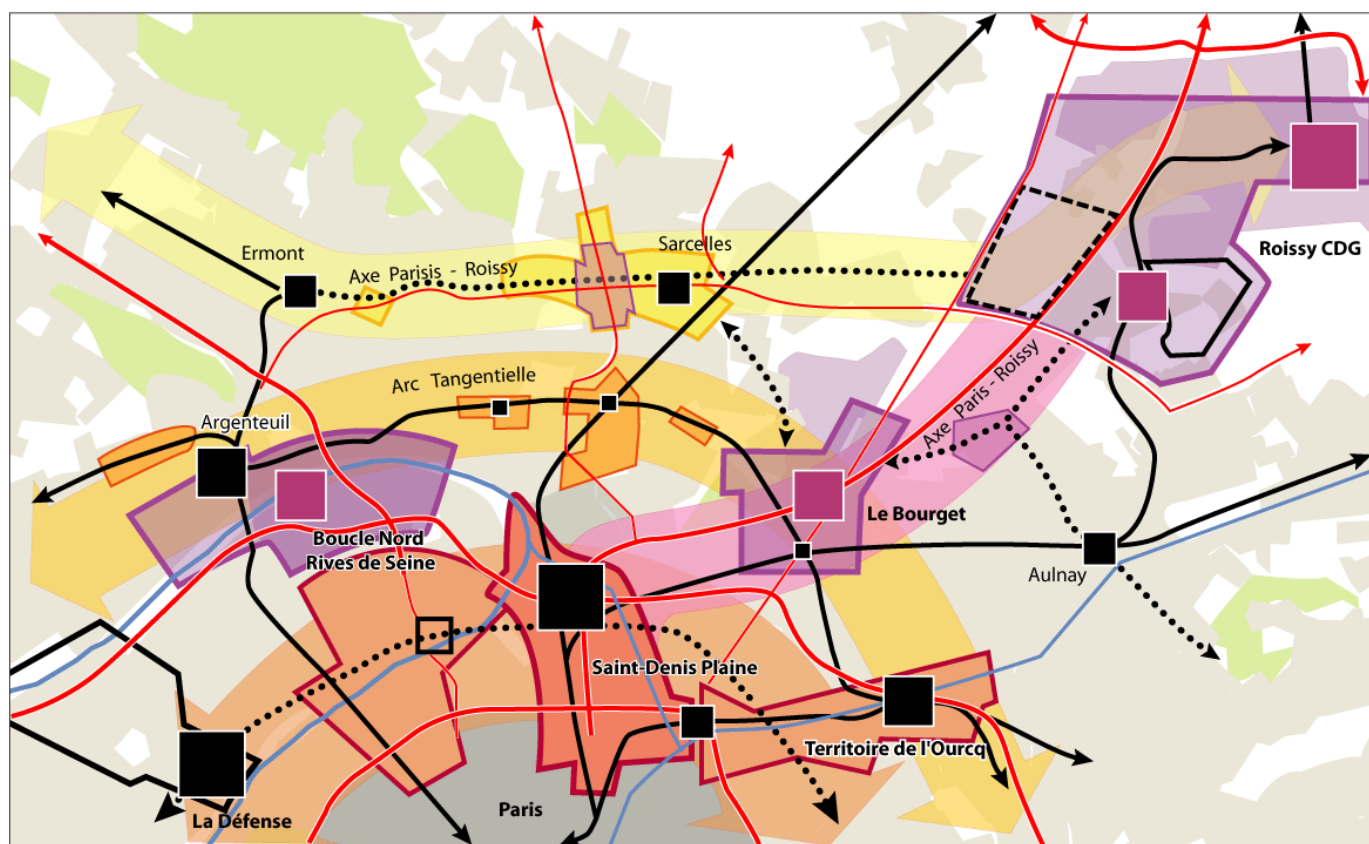 Sarcelles
Roissy CDG
Ermont
Axe Parisis - Roissy
Axe Paris - Roissy
Arc Tangentielle
Argenteuil
Le Bourget
Boucle Nord
Rives de Seine
Aulnay
Saint-Denis Plaine
Territoire de l'Ourcq
Paris
La Défense